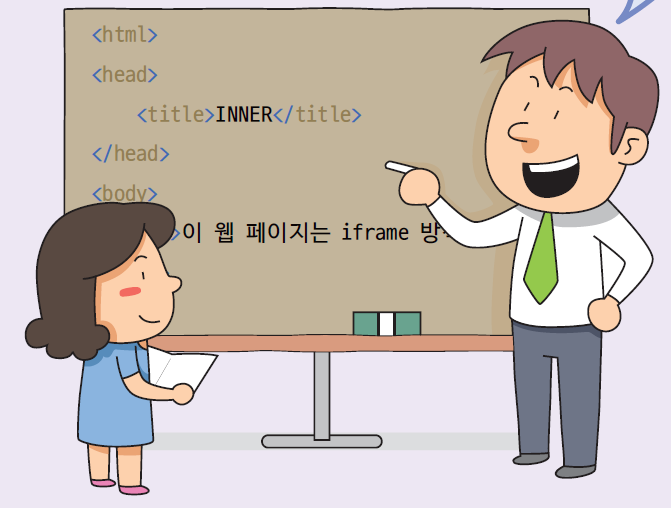 <html>
<head>
<title>INNER</title>
</head>
<body>
>이 웹 페이지는 iframe